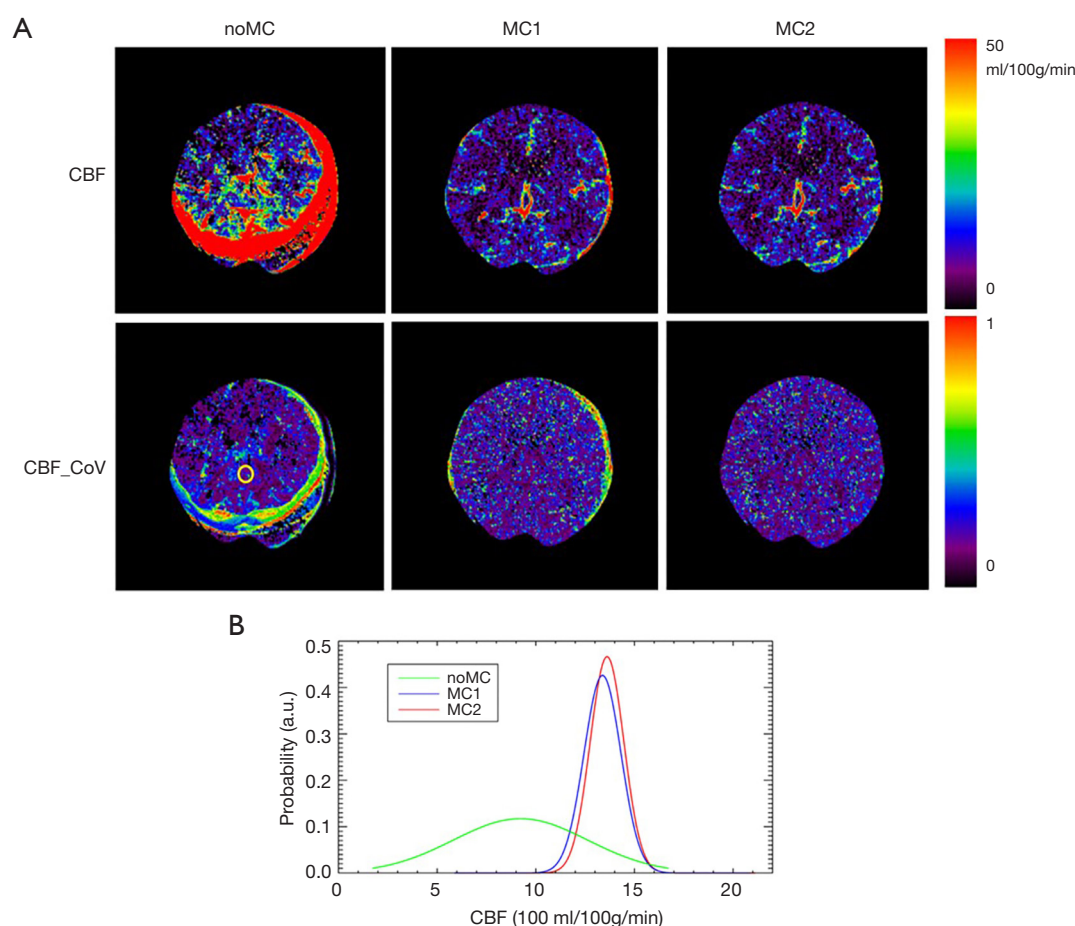 A
noMC
MC1
MC2
50
ml/100g/min
CBF
0
1
CBF_CoV
0
B
0.5
0.4
0.3
0.2
0.1
0.0
Probability (a.u.)
noMC
MC1
MC2
0
5
10
15
20
CBF (100 ml/100g/min)